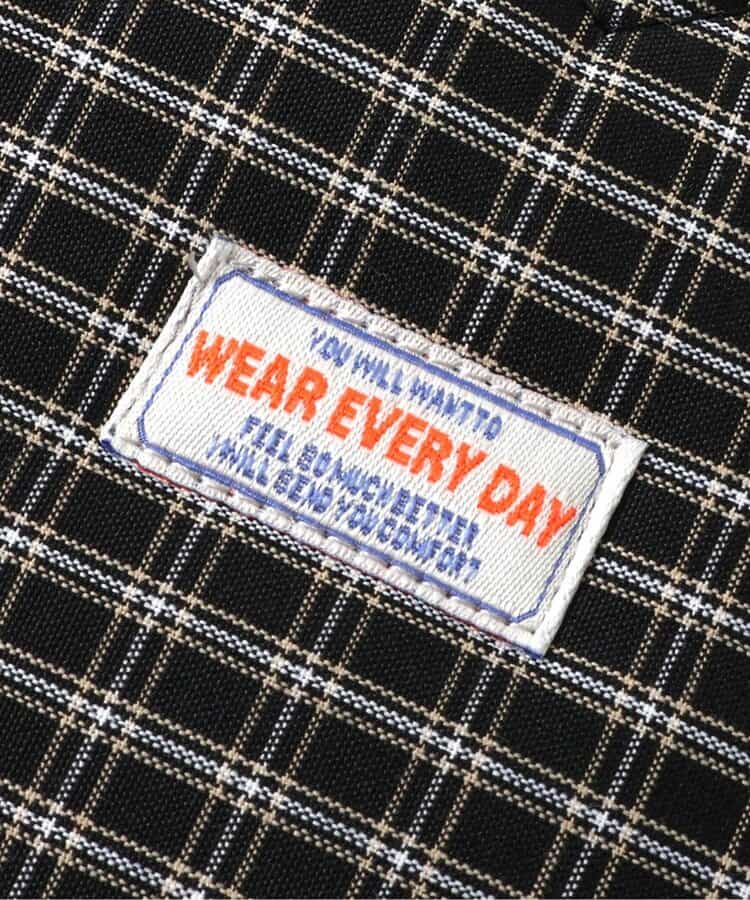 YOU WILL WANT TO
WEAR EVERY DAY
FEEL SO MUCH BETTER
I WILL SEND YOU COMFORT